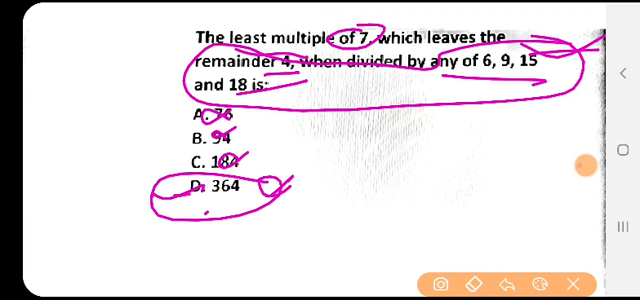 The least multiple of 7, which leaves the
remainder 4, when divided by any of 6, 9, 15
and 18 is:
A. 76
B. 94
C. 184
D. 364